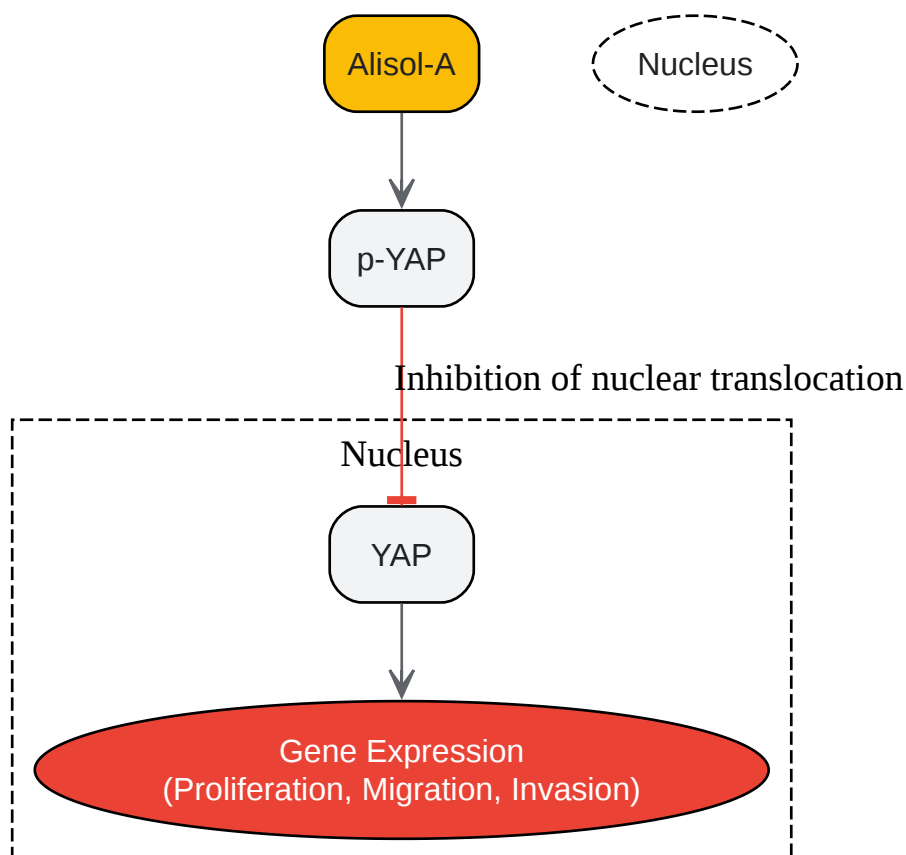 Alisol-A
Nucleus
p-YAP
Inhibition of nuclear translocation
Nucleus
YAP
Gene Expression
(Proliferation, Migration, Invasion)